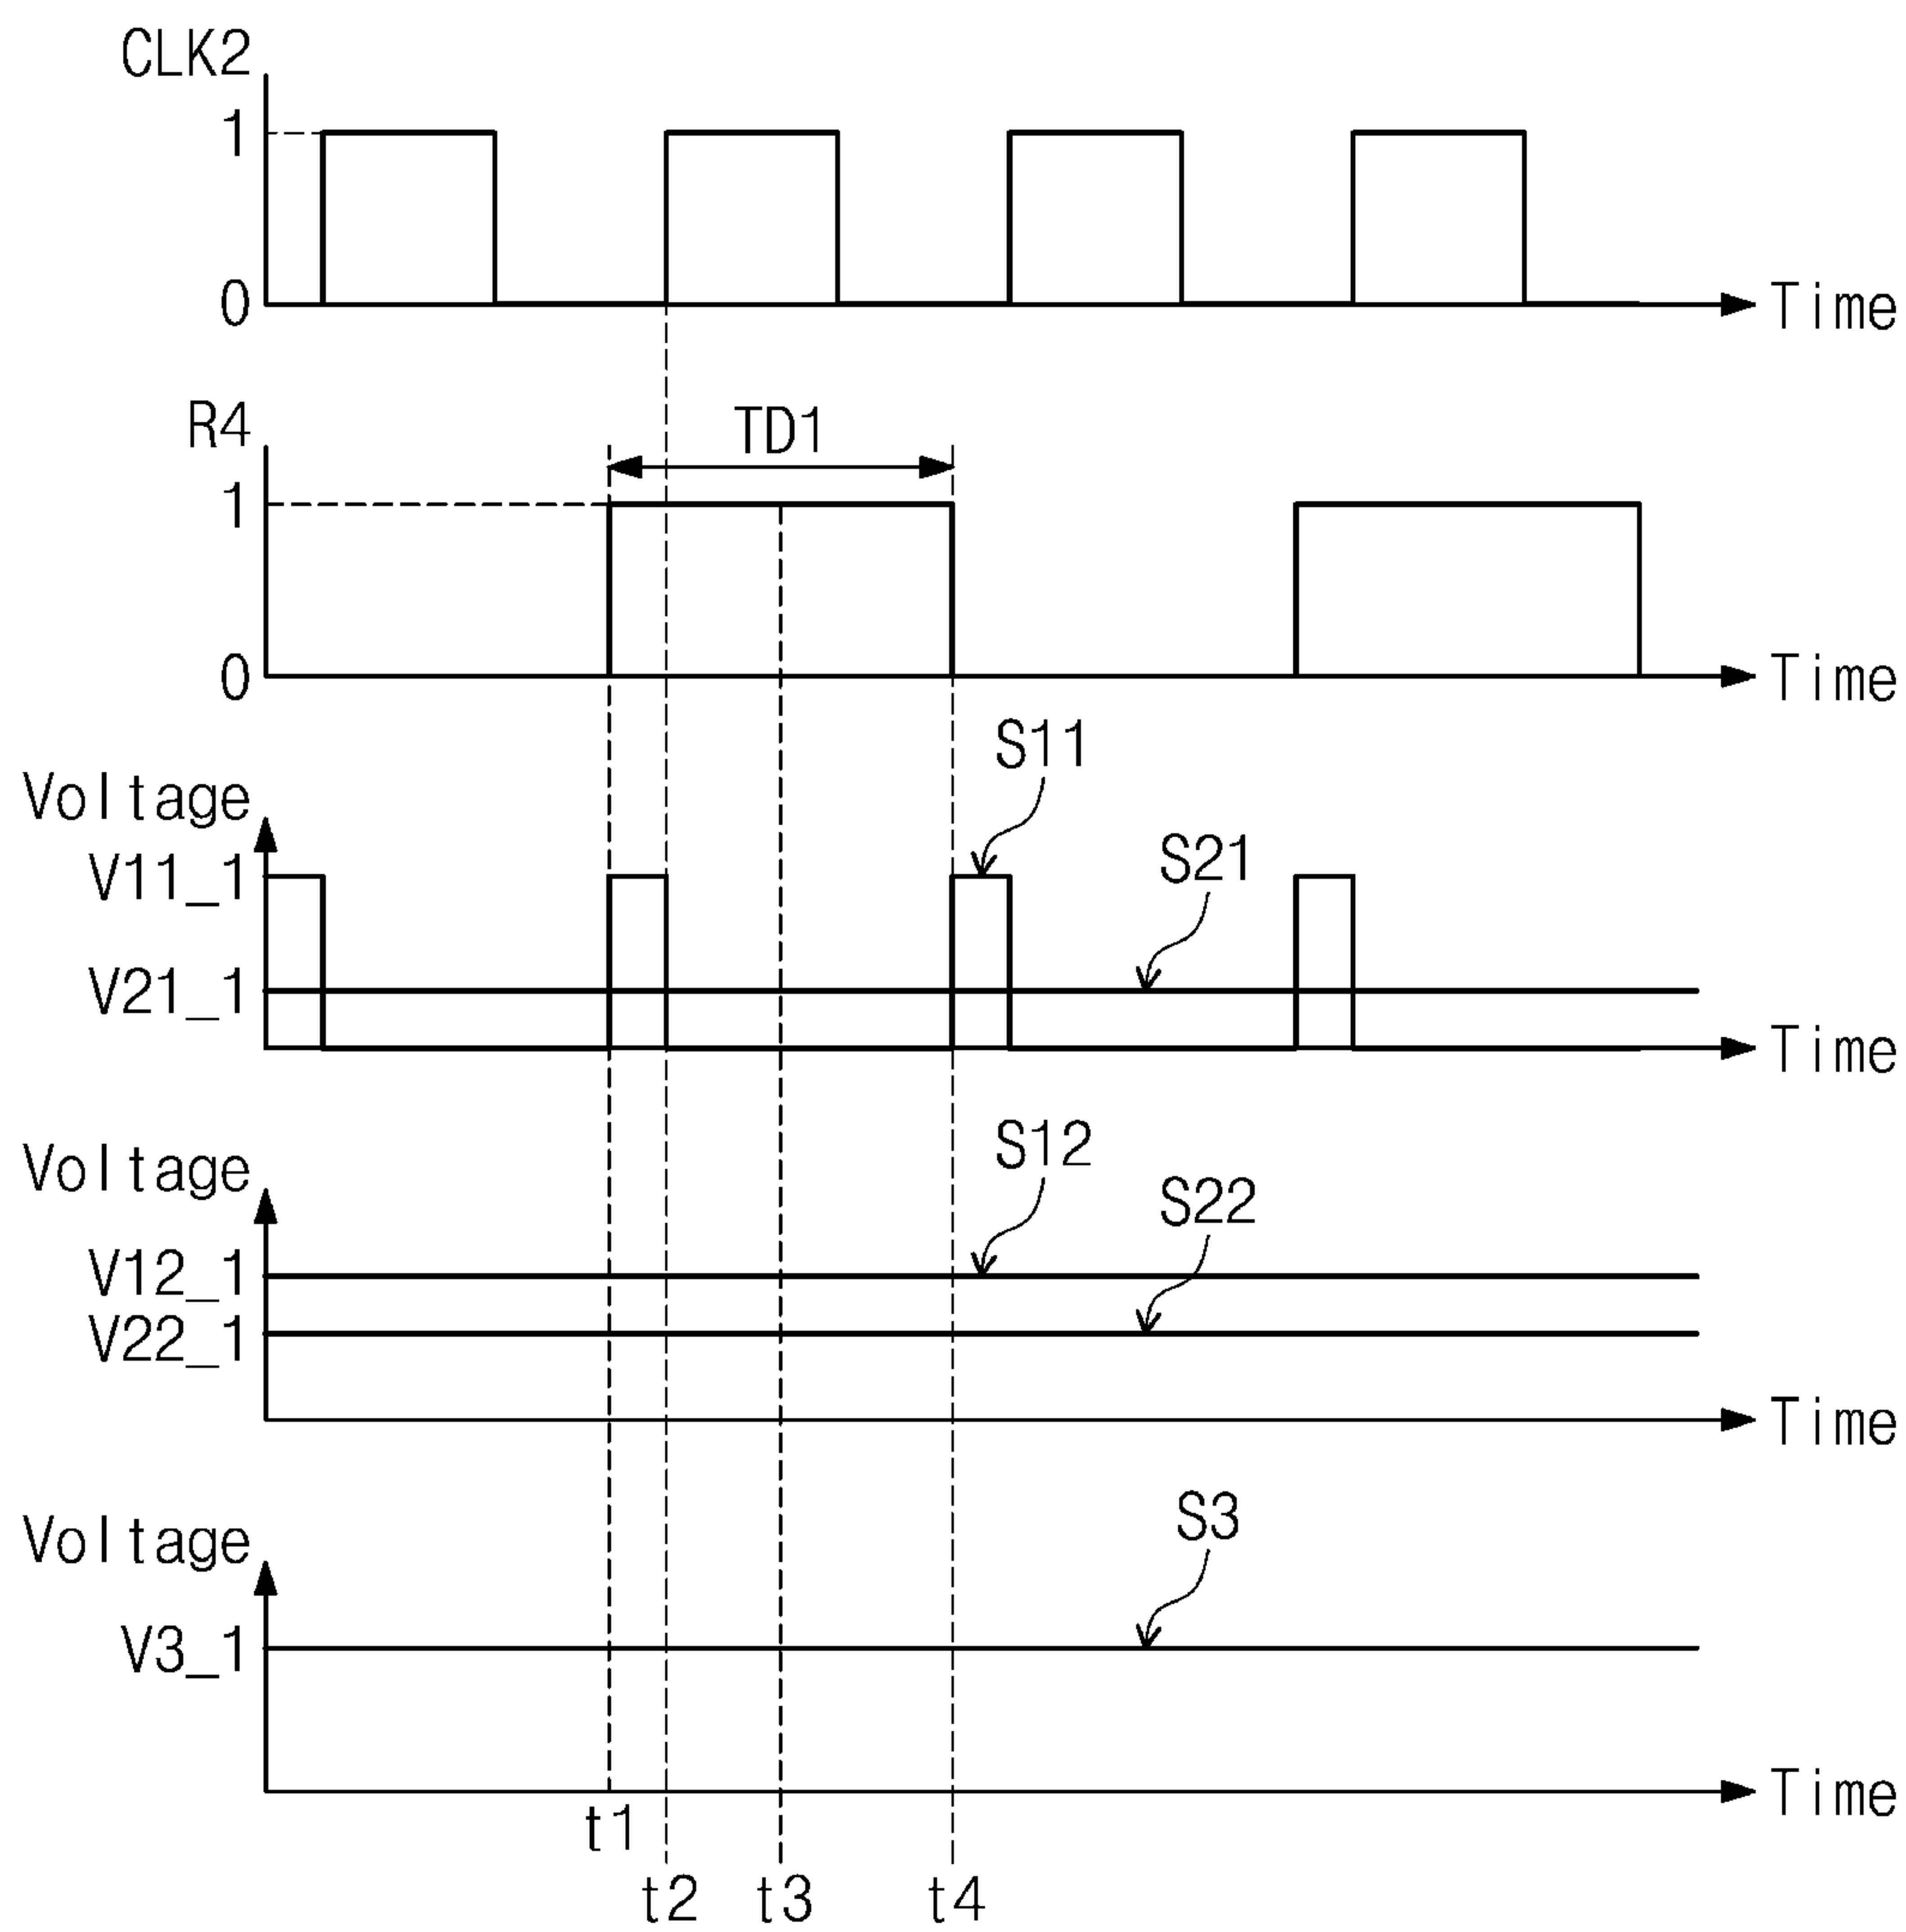 CLK2
1
0
Time
R4
TD1
1
0
Time
S11
Voltage
S21
V11_1
V21_1
Time
S12
Voltage
S22
V12_1
V22_1
Time
S3
Voltage
V3_1
Time
t1
t2
t3
t4